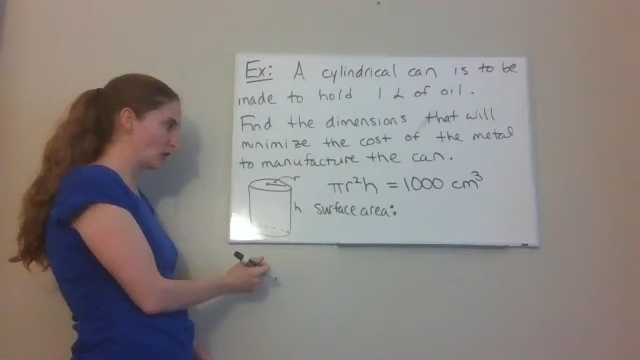 Ex: A cylindrical can is to be
made to hold 1 L of oil.
Find the dimensions that will
minimize the cost of the metal
to manufacture the can.
r
πr²h = 1000 cm³
h
surface area: